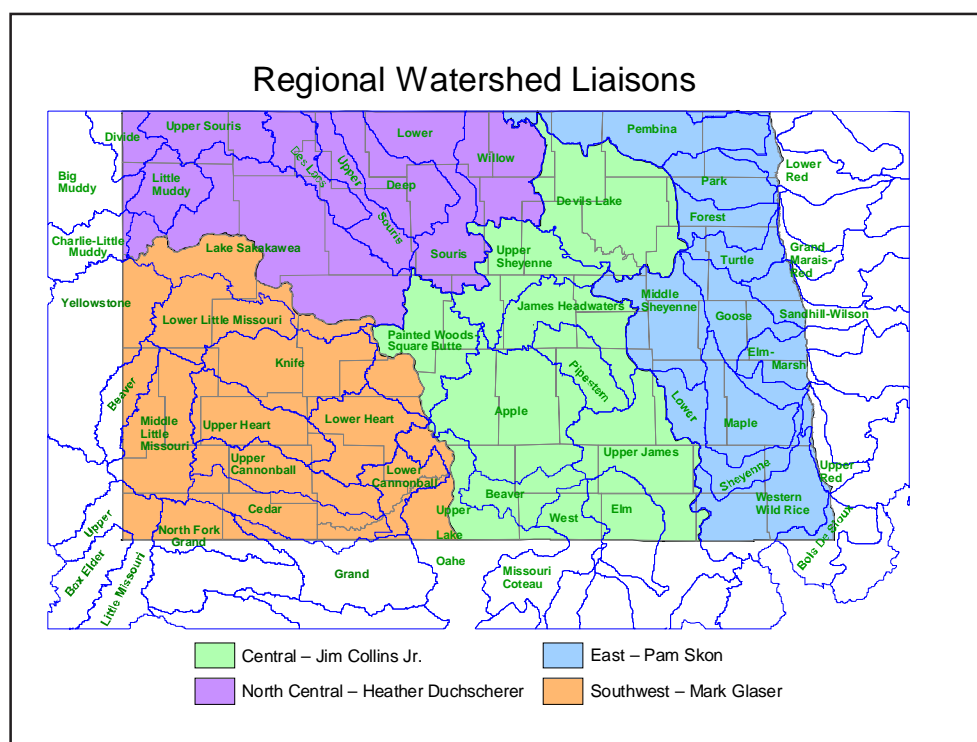 Regional Watershed Liaisons
Divide
Upper Souris
Des Lacs
Upper
Souris
Lower
Willow
Pembina
Big
Muddy
Little
Muddy
Deep
Devils Lake
Park
Lower
Red
Forest
Charlie-Little
Muddy
Lake Sakakawea
Souris
Upper
Sheyenne
Turtle
Grand
Marais-
Red
Yellowstone
Lower Little Missouri
James Headwaters
Middle
Sheyenne
Goose
Sandhill-Wilson
Painted Woods-
Square Butte
Knife
Pipestem
Elm-
Marsh
Beaver
Middle
Little
Missouri
Upper Heart
Lower Heart
Apple
Lower
Maple
Upper
Cannonball
Lower
Cannonball
Upper James
Sheyenne
Upper
Red
Cedar
Beaver
West
Elm
Western
Wild Rice
Upper
North Fork
Grand
Upper
Lake
Oahe
Bois De Sioux
Box Elder
Little Missouri
Grand
Missouri
Coteau
Central – Jim Collins Jr.
East – Pam Skon
North Central – Heather Duchscherer
Southwest – Mark Glaser